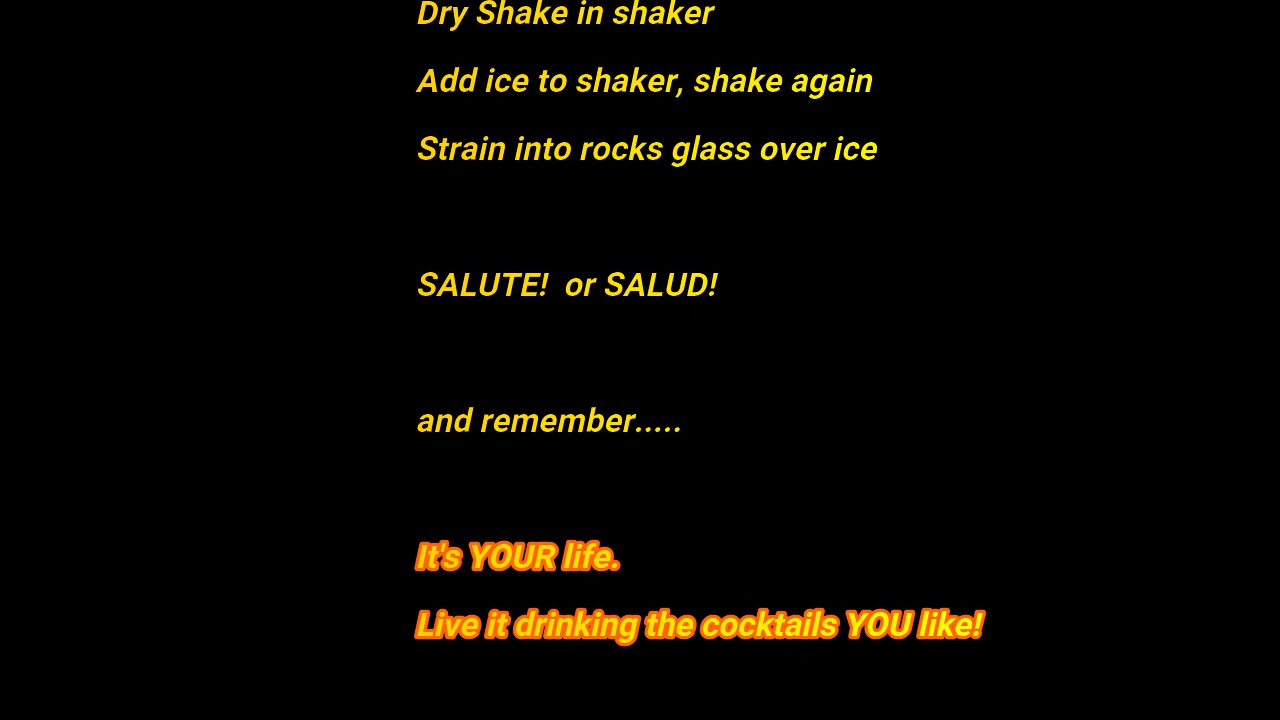 Dry Shake in shaker
Add ice to shaker, shake again
Strain into rocks glass over ice
SALUTE!  or SALUD!
and remember.....
It's YOUR life.
Live it drinking the cocktails YOU like!